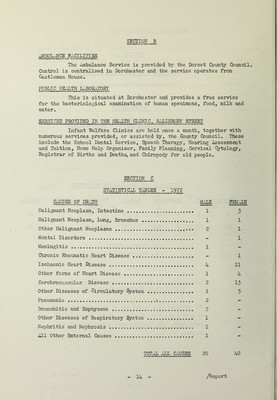 SECTION B
AMBULANCE FACILITIES
The ambulance Service is provided by the Dorset County Council.
Control is centralised in Dorchester and the service operates from
Castleman House.
PUBLIC HEALTH LABORATORY
This is situated at Dorchester and provides a free service
for the bacteriological examination of human specimens, food, milk and
water.
SERVICES PROVIDED IN THE HEALTH CLINIC, SALISBURY STREET
Infant Welfare Clinics are held once a month, together with
numerous services provided, or assisted by, the County Council. These
include the School Dental Service, Speech Therapy, Hearing Assessment
and Tuition, Home Help Organiser, Family Planning, Cervical Cytology,
Registrar of Births and Deaths, and Chiropody for old people.
SECTION C
STATISTICAL TABLES - 1972
CAUSES OF DEATH MALE FEMALE
Malignant Neoplasm, Intestine 1 3
Malignant Neoplasm, Lung, Bronchus 1 1
Other Malignant Neoplasms 2 1
Mental Disorders - 1
Meningitis 1 -
Chronic Rheumatic Heart Disease - 1
Ischaemic Heart Disease 4 11
Other forms of Heart Disease 1 4
Cerebrovascular Disease 2 13
Other Diseases of Circulatory System 1 5
Pneumonia 2 -
Bronchitis and Emphysema 2 -
Other Diseases of Respiratory System 1 -
Nephritis and Nephrosis 1 -
All Other External Causes 1 -
TOTAL ALL CAUSES 20 40
- 14 - /Report